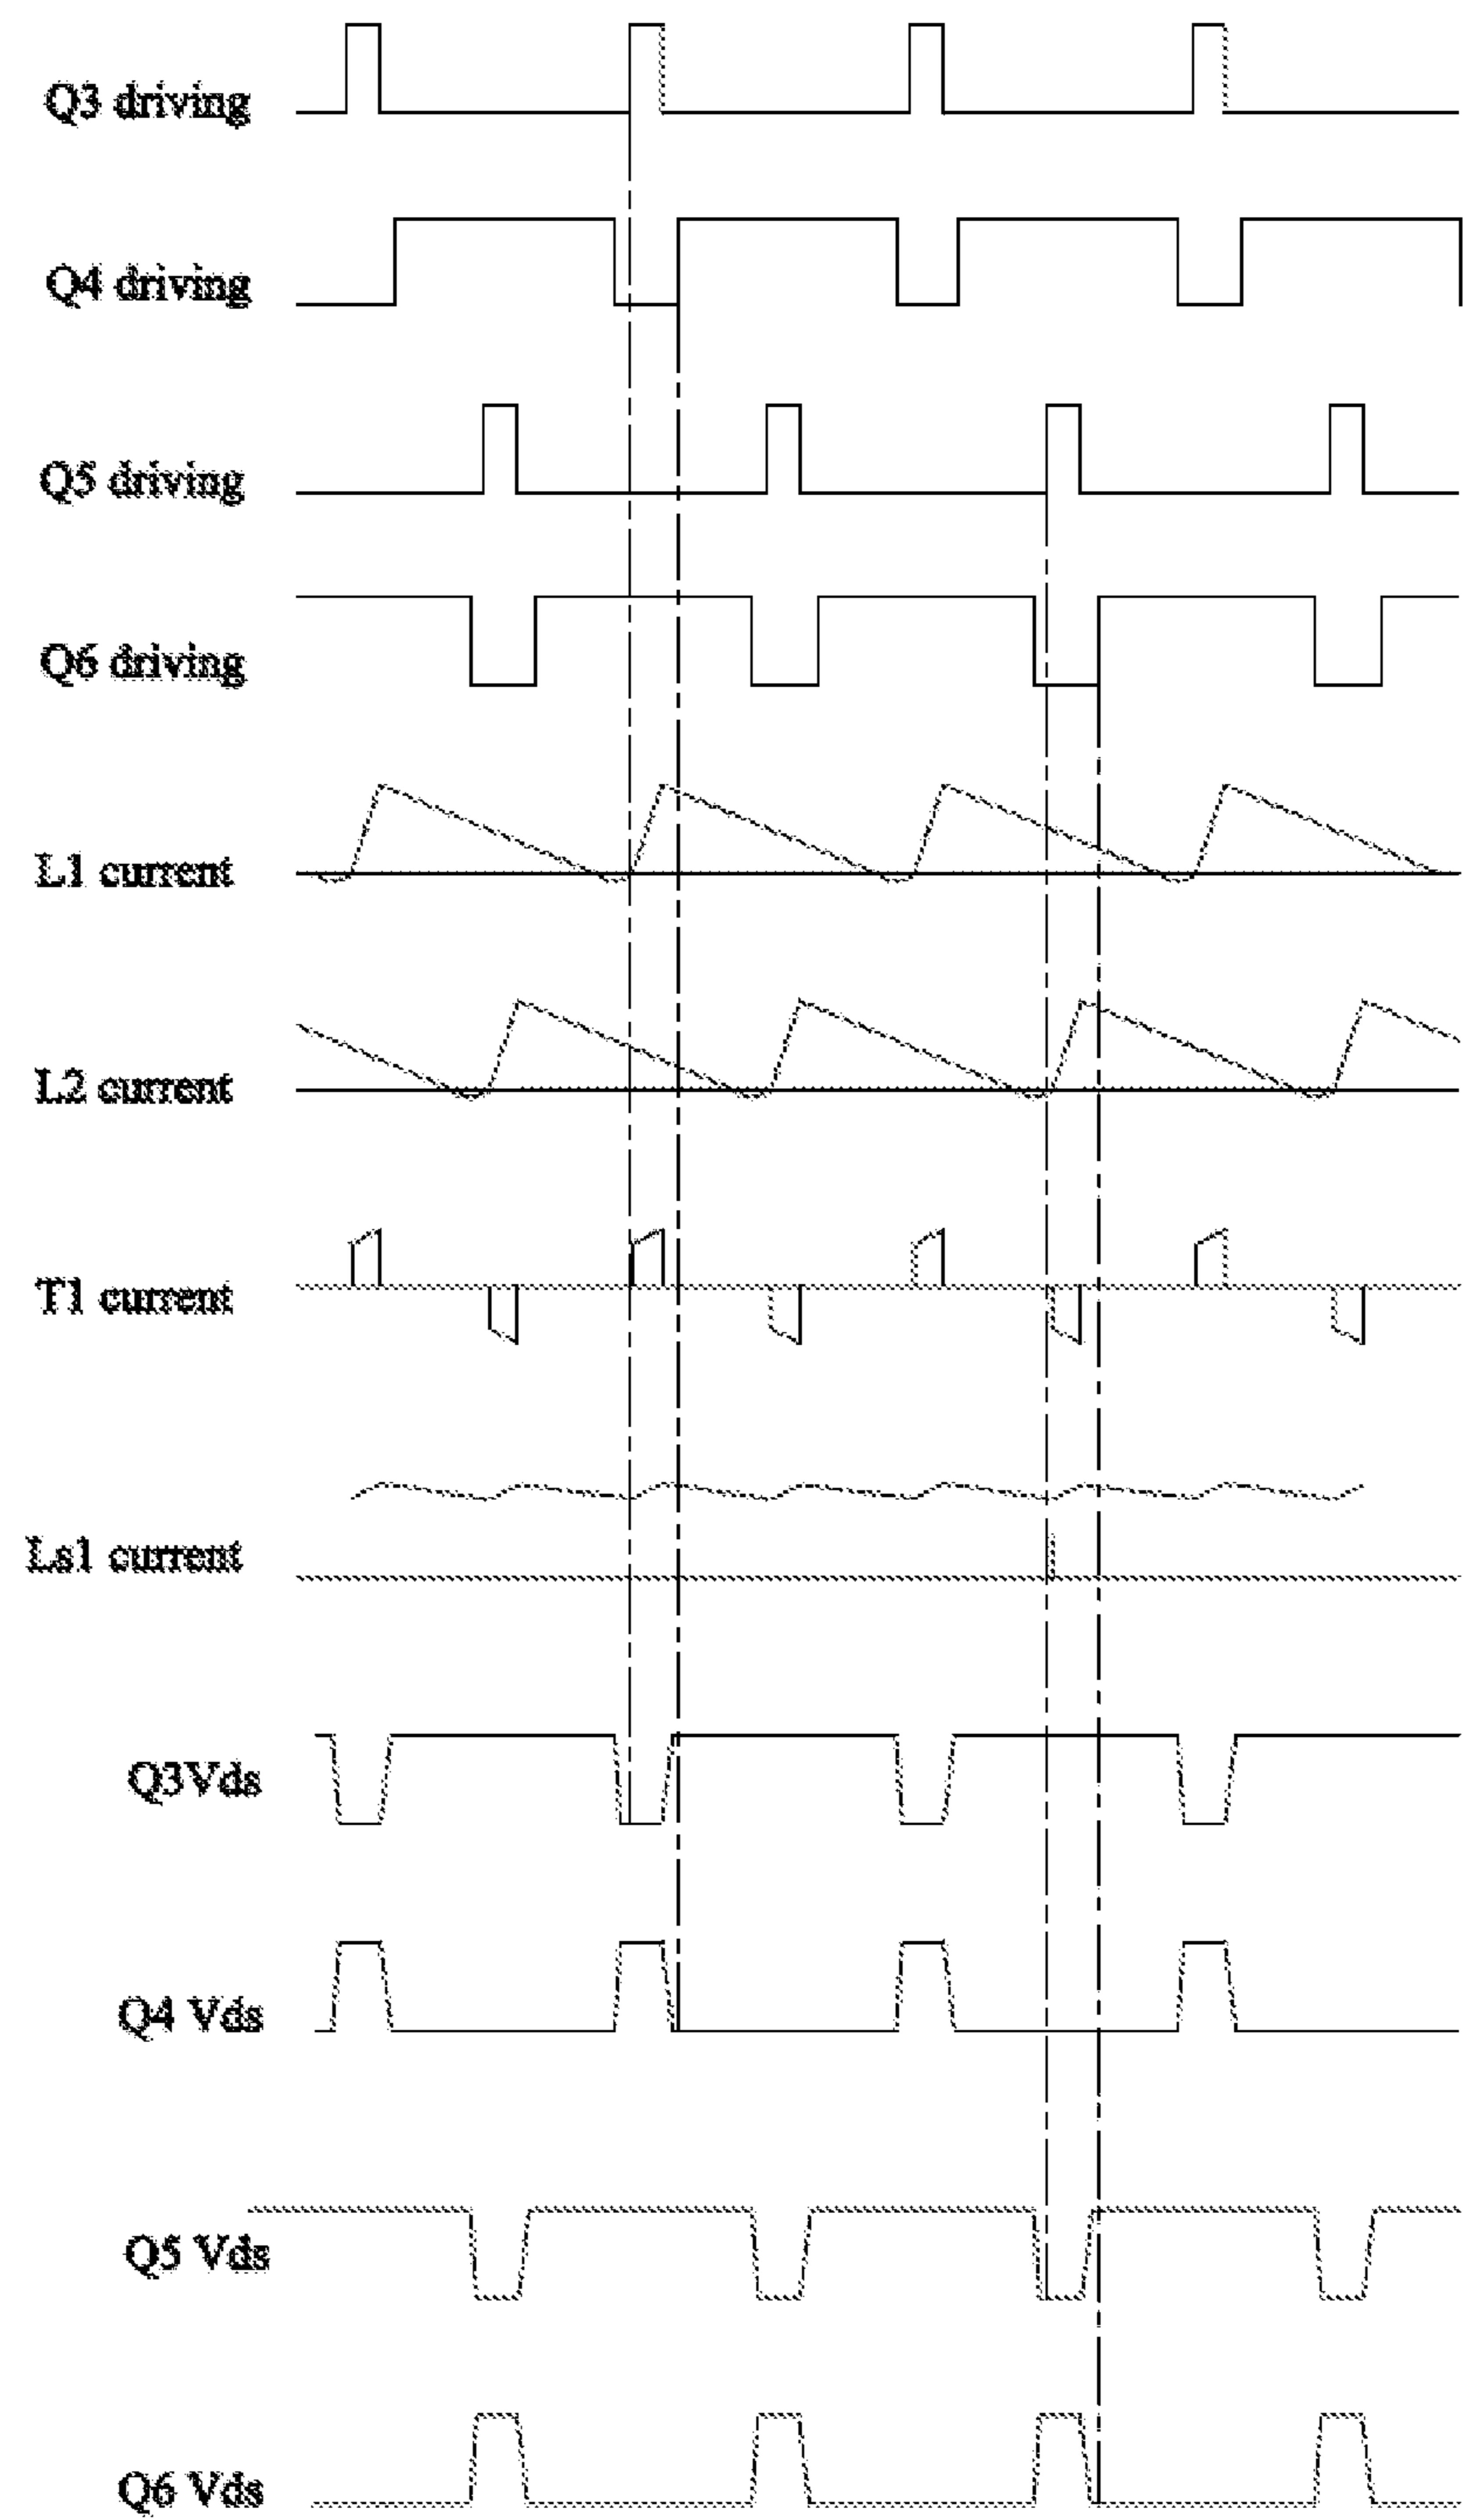 Q3 driving
Q4 driving
Q5 driving
Q6 driving
L1 current
L2 current
T1 current
Ls1 current
Q3Vds
Q4 Vds
Q5 Vds
Q6 Vds